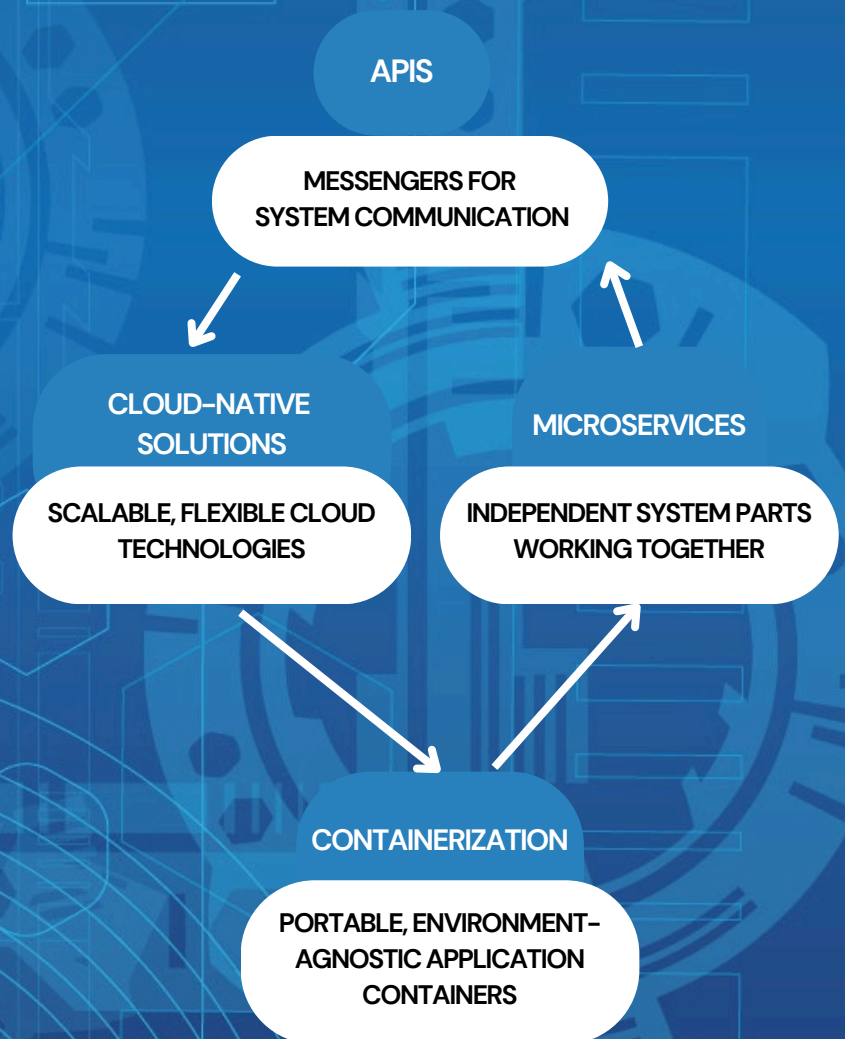 APIS
MESSENGERS FOR
SYSTEM COMMUNICATION
CLOUD-NATIVE
SOLUTIONS
SCALABLE, FLEXIBLE CLOUD
TECHNOLOGIES
MICROSERVICES
INDEPENDENT SYSTEM PARTS
WORKING TOGETHER
CONTAINERIZATION
PORTABLE, ENVIRONMENT-
AGNOSTIC APPLICATION
CONTAINERS